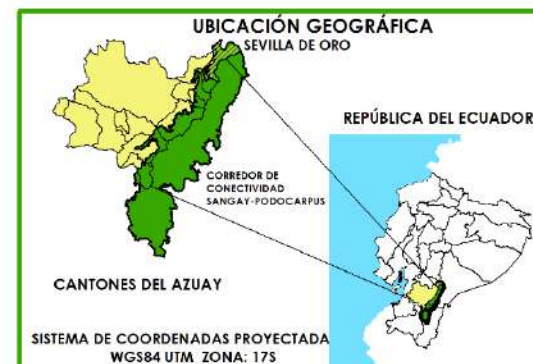 UBICACIÓN GEOGRÁFICA
SEVILLA DE ORO
REPÚBLICA DEL ECUADOR
CORREDOR DE
CONECTIVIDAD
SANGAY-PODOCARPUS
CANTONES DEL AZUAY
SISTEMA DE COORDENADAS PROYECTADA
WGS84 UTM ZONA: 17S